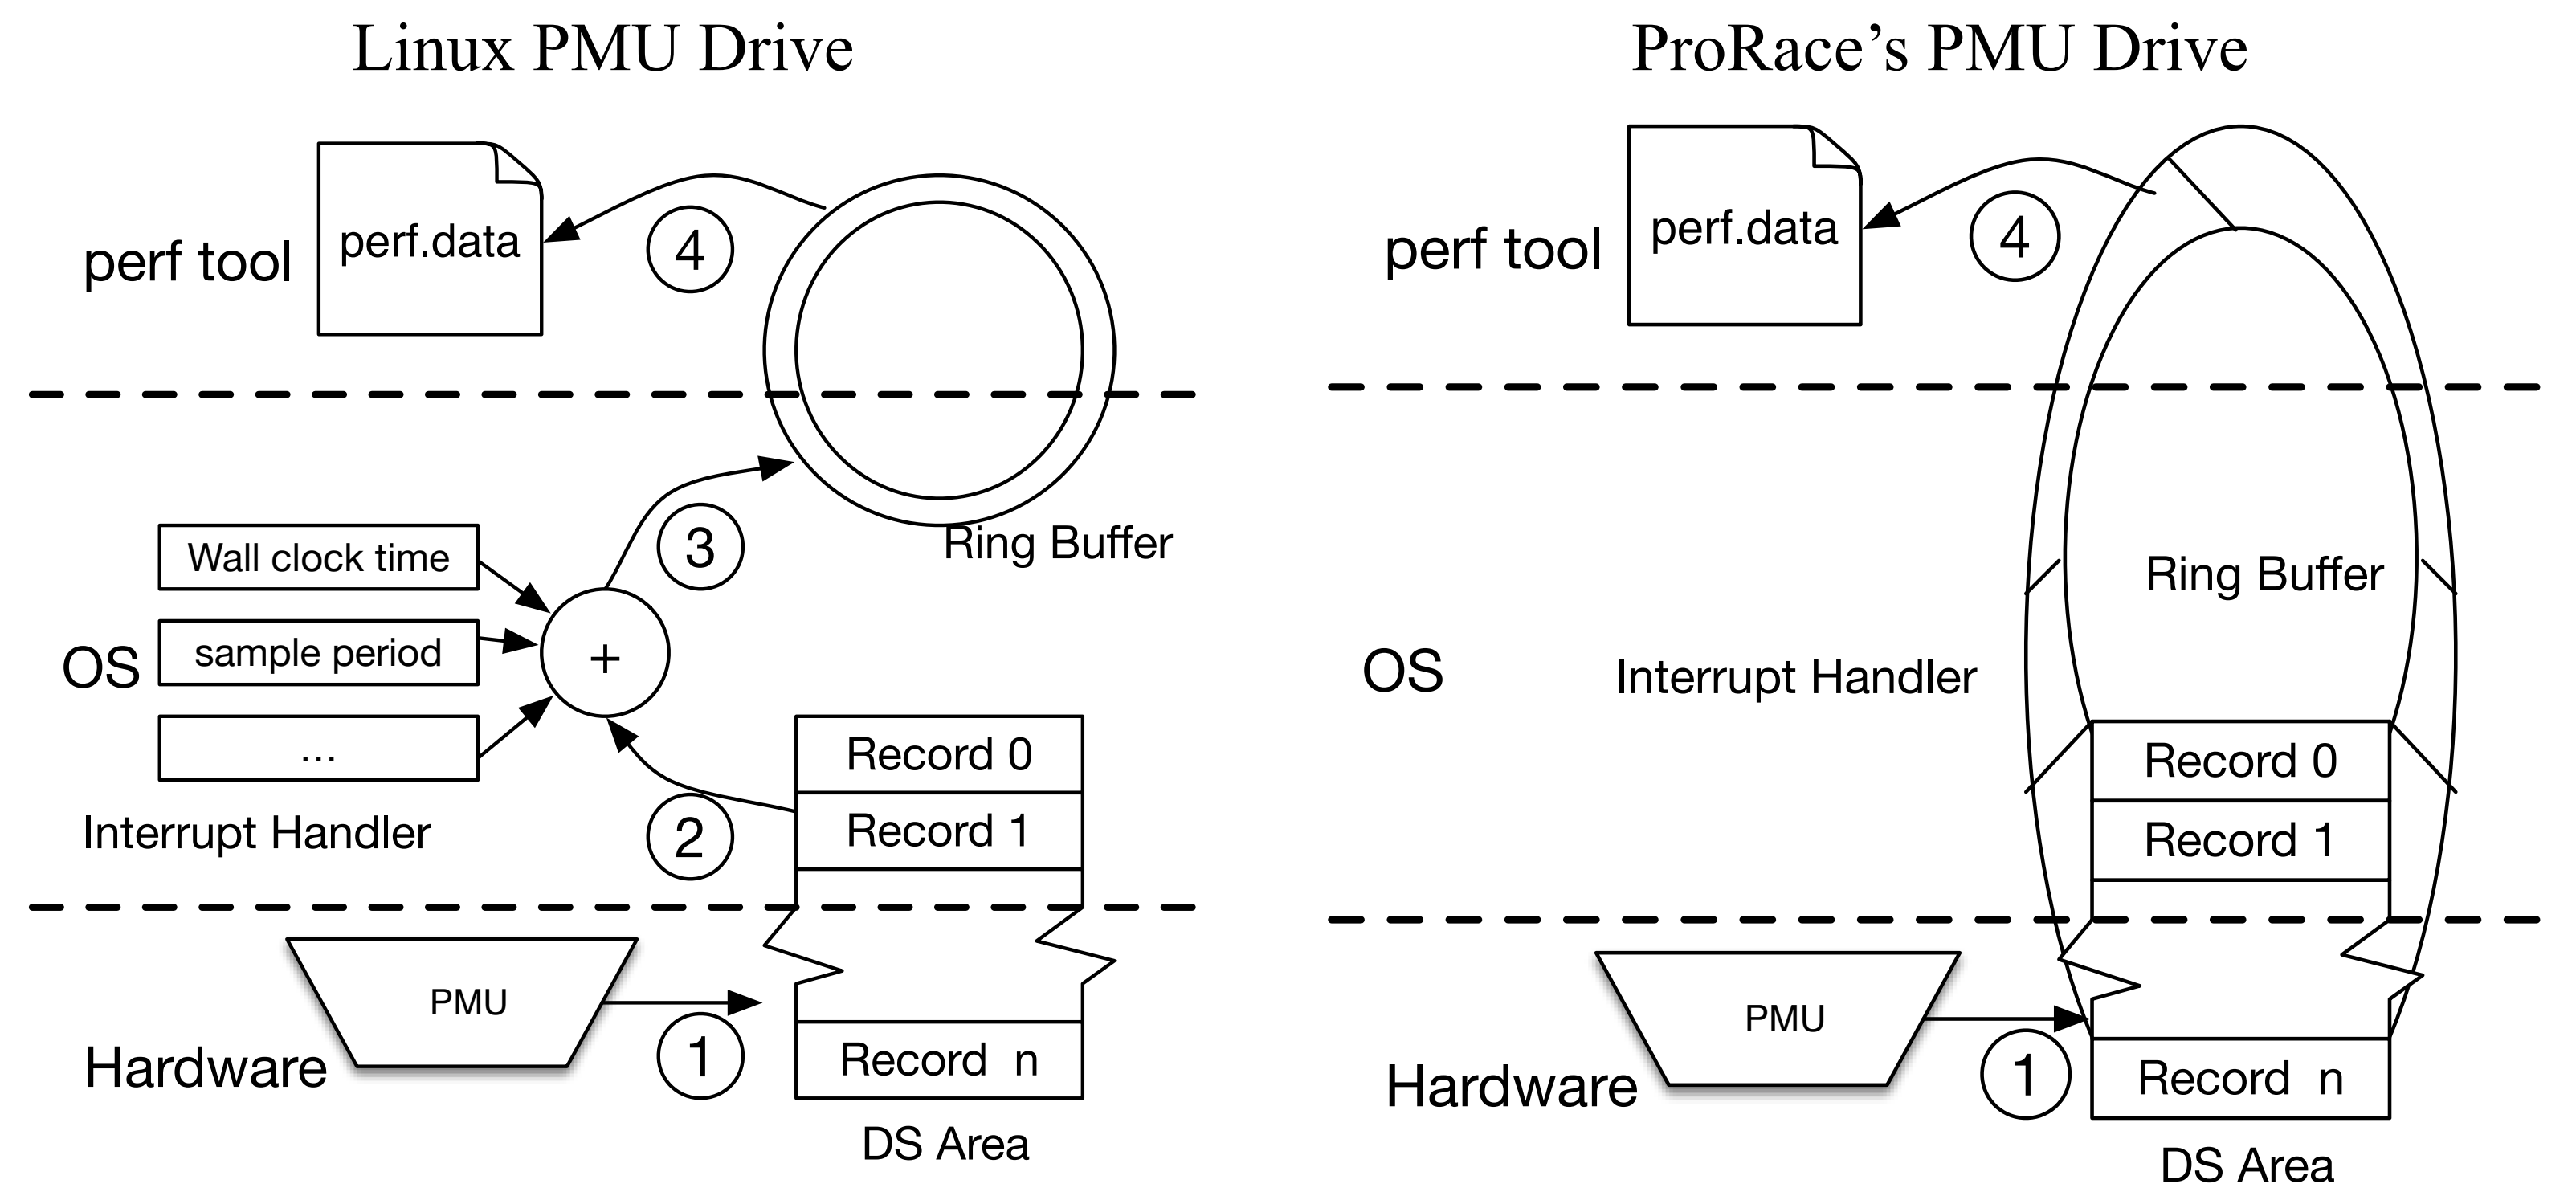 Linux PMU Drive
perf.data
4
perf tool
3
Ring Buffer
Wall clock time
sample period
OS
+
...
Record 0
Record 1
2
Interrupt Handler
PMU
1
Hardware
Record n
DS Area
ProRace's PMU Drive
perf.data
4
perf tool
Ring Buffer
OS
Interrupt Handler
Record 0
Record 1
PMU
1
Hardware
Record n
DS Area